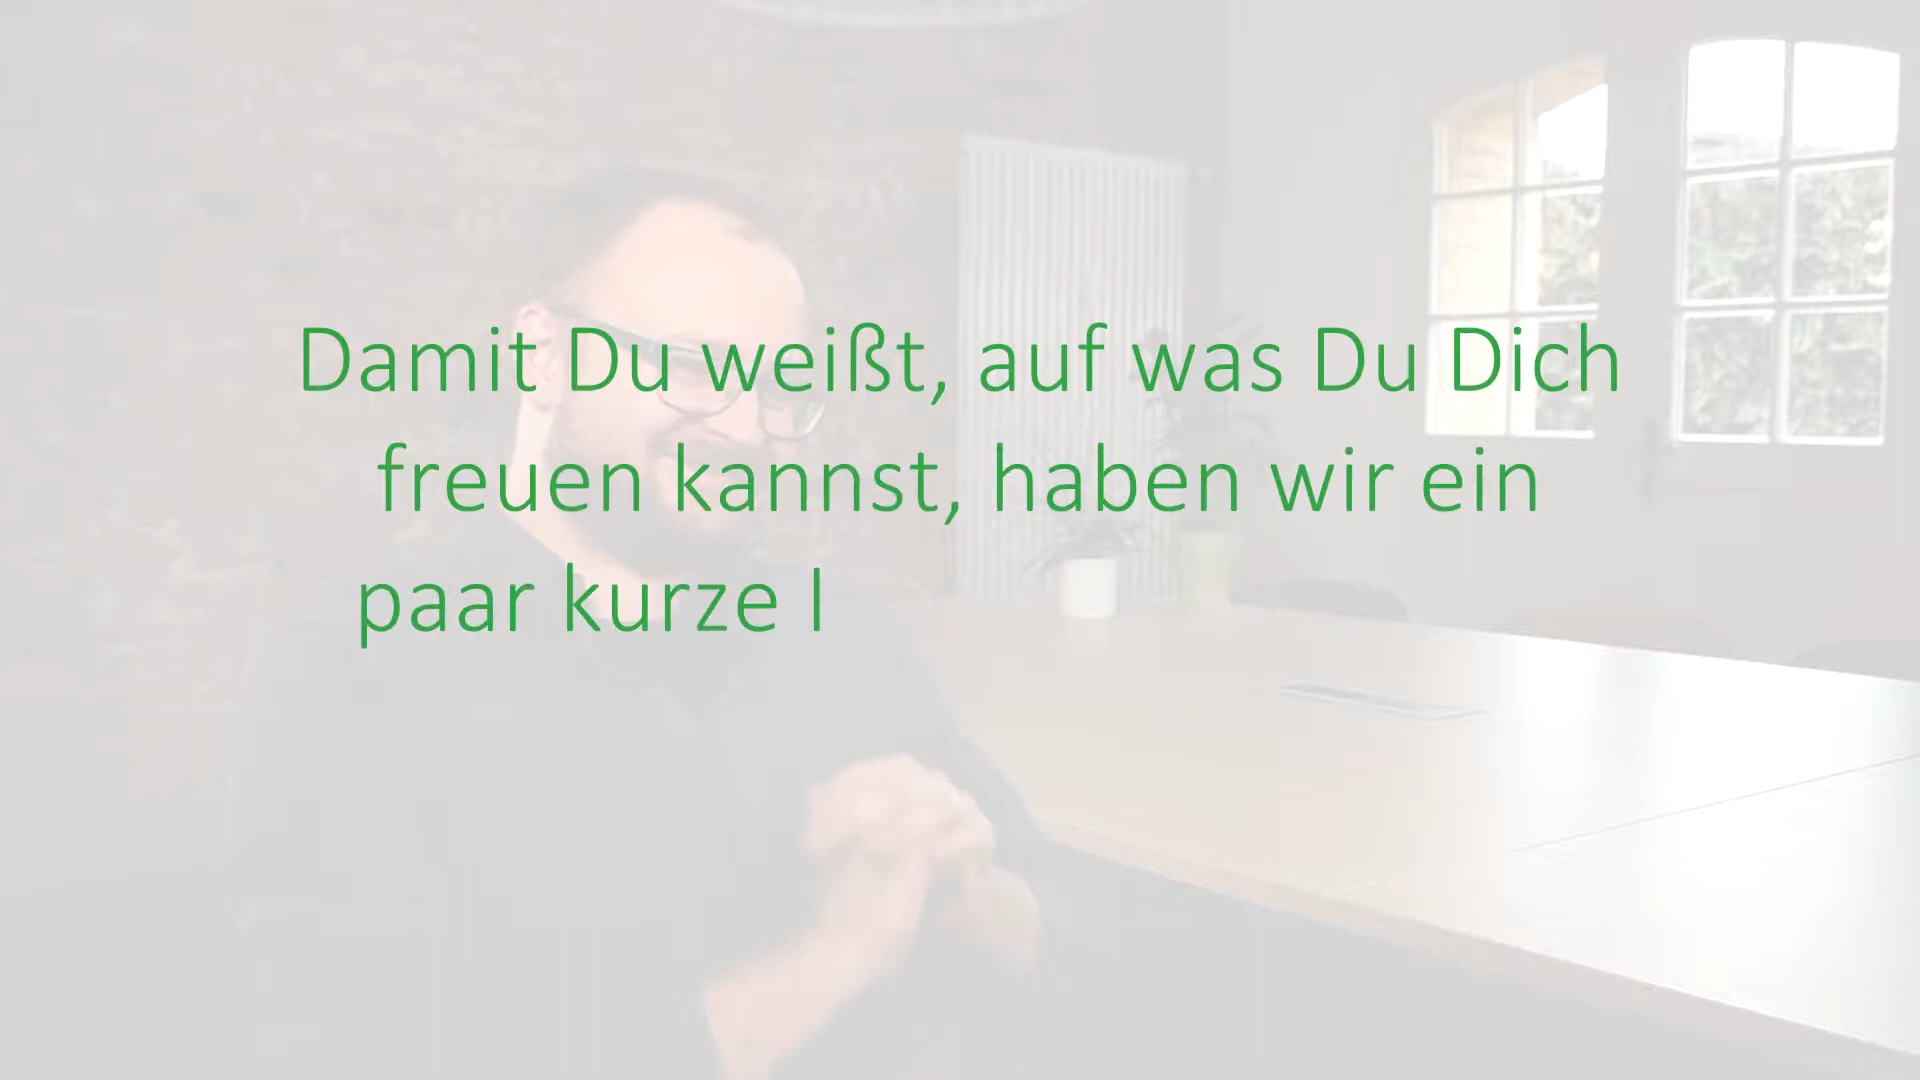 Damit Du weißt, auf was Du Dich
freuen kannst, haben wir ein
paar kurze I